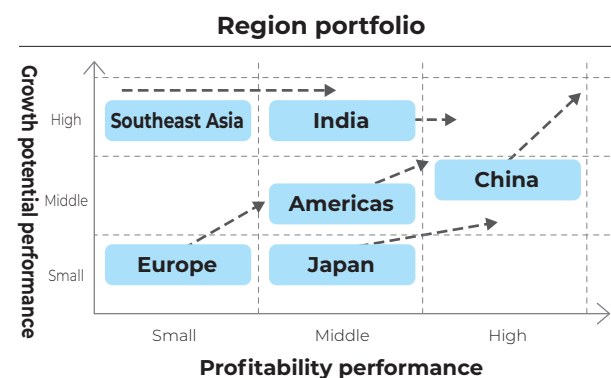 Region portfolio
Growth potential performance
High
Middle
Small
Southeast Asia
India
China
Americas
Europe
Japan
Small
Middle
High
Profitability performance